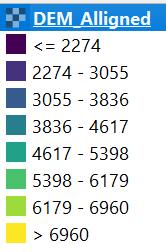 DEM_Alligned
<= 2274
2274 - 3055
3055 - 3836
3836 - 4617
4617 - 5398
5398 - 6179
6179 - 6960
> 6960